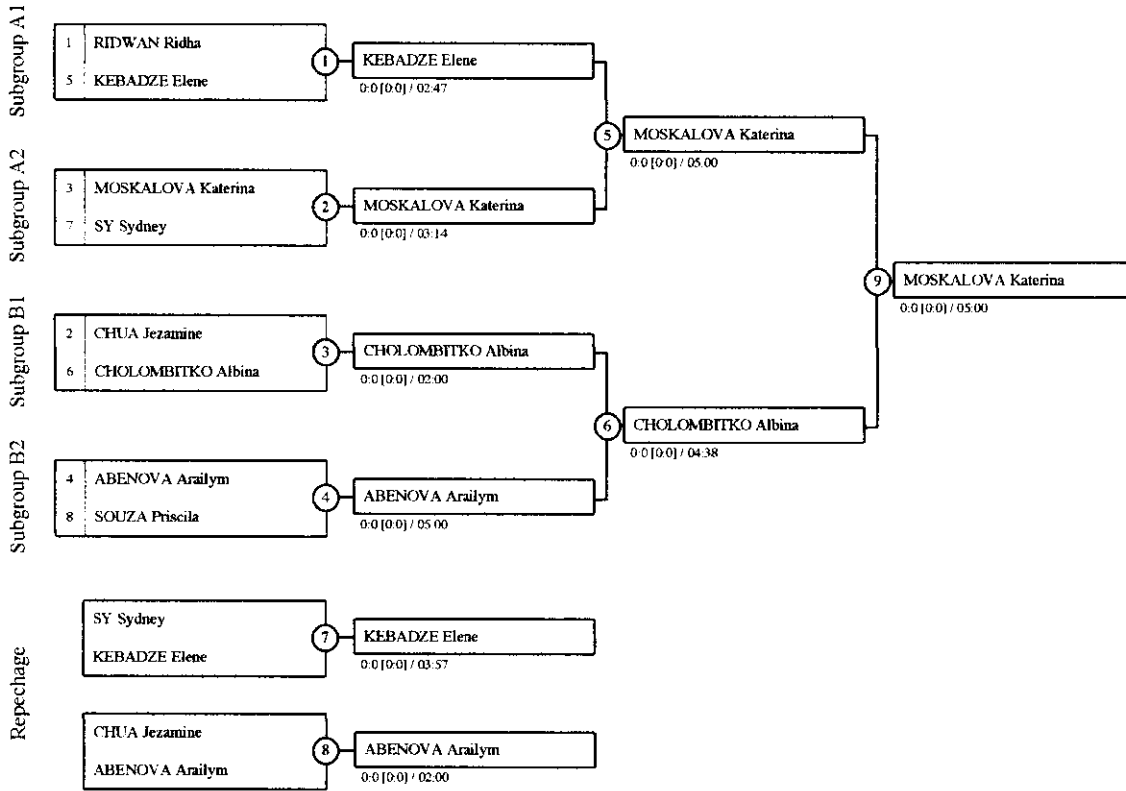 Subgroup A1
1 RIDWAN Ridha
5 KEBADZE Elene
1
KEBADZE Elene
0:0 [0:0] / 02:47
5
MOSKALOVA Katerina
0:0 [0:0] / 05:00
Subgroup A2
3 MOSKALOVA Katerina
7 SY Sydney
2
MOSKALOVA Katerina
0:0 [0:0] / 03:14
9
MOSKALOVA Katerina
0:0 [0:0] / 05:00
Subgroup B1
2 CHUA Jezamine
6 CHOLOMBITKO Albina
3
CHOLOMBITKO Albina
0:0 [0:0] / 02:00
6
CHOLOMBITKO Albina
0:0 [0:0] / 04:38
Subgroup B2
4 ABENOVA Arailym
8 SOUZA Priscila
4
ABENOVA Arailym
0:0 [0:0] / 05:00
Repechage
SY Sydney
KEBADZE Elene
7
KEBADZE Elene
0:0 [0:0] / 03:57
CHUA Jezamine
ABENOVA Arailym
8
ABENOVA Arailym
0:0 [0:0] / 02:00